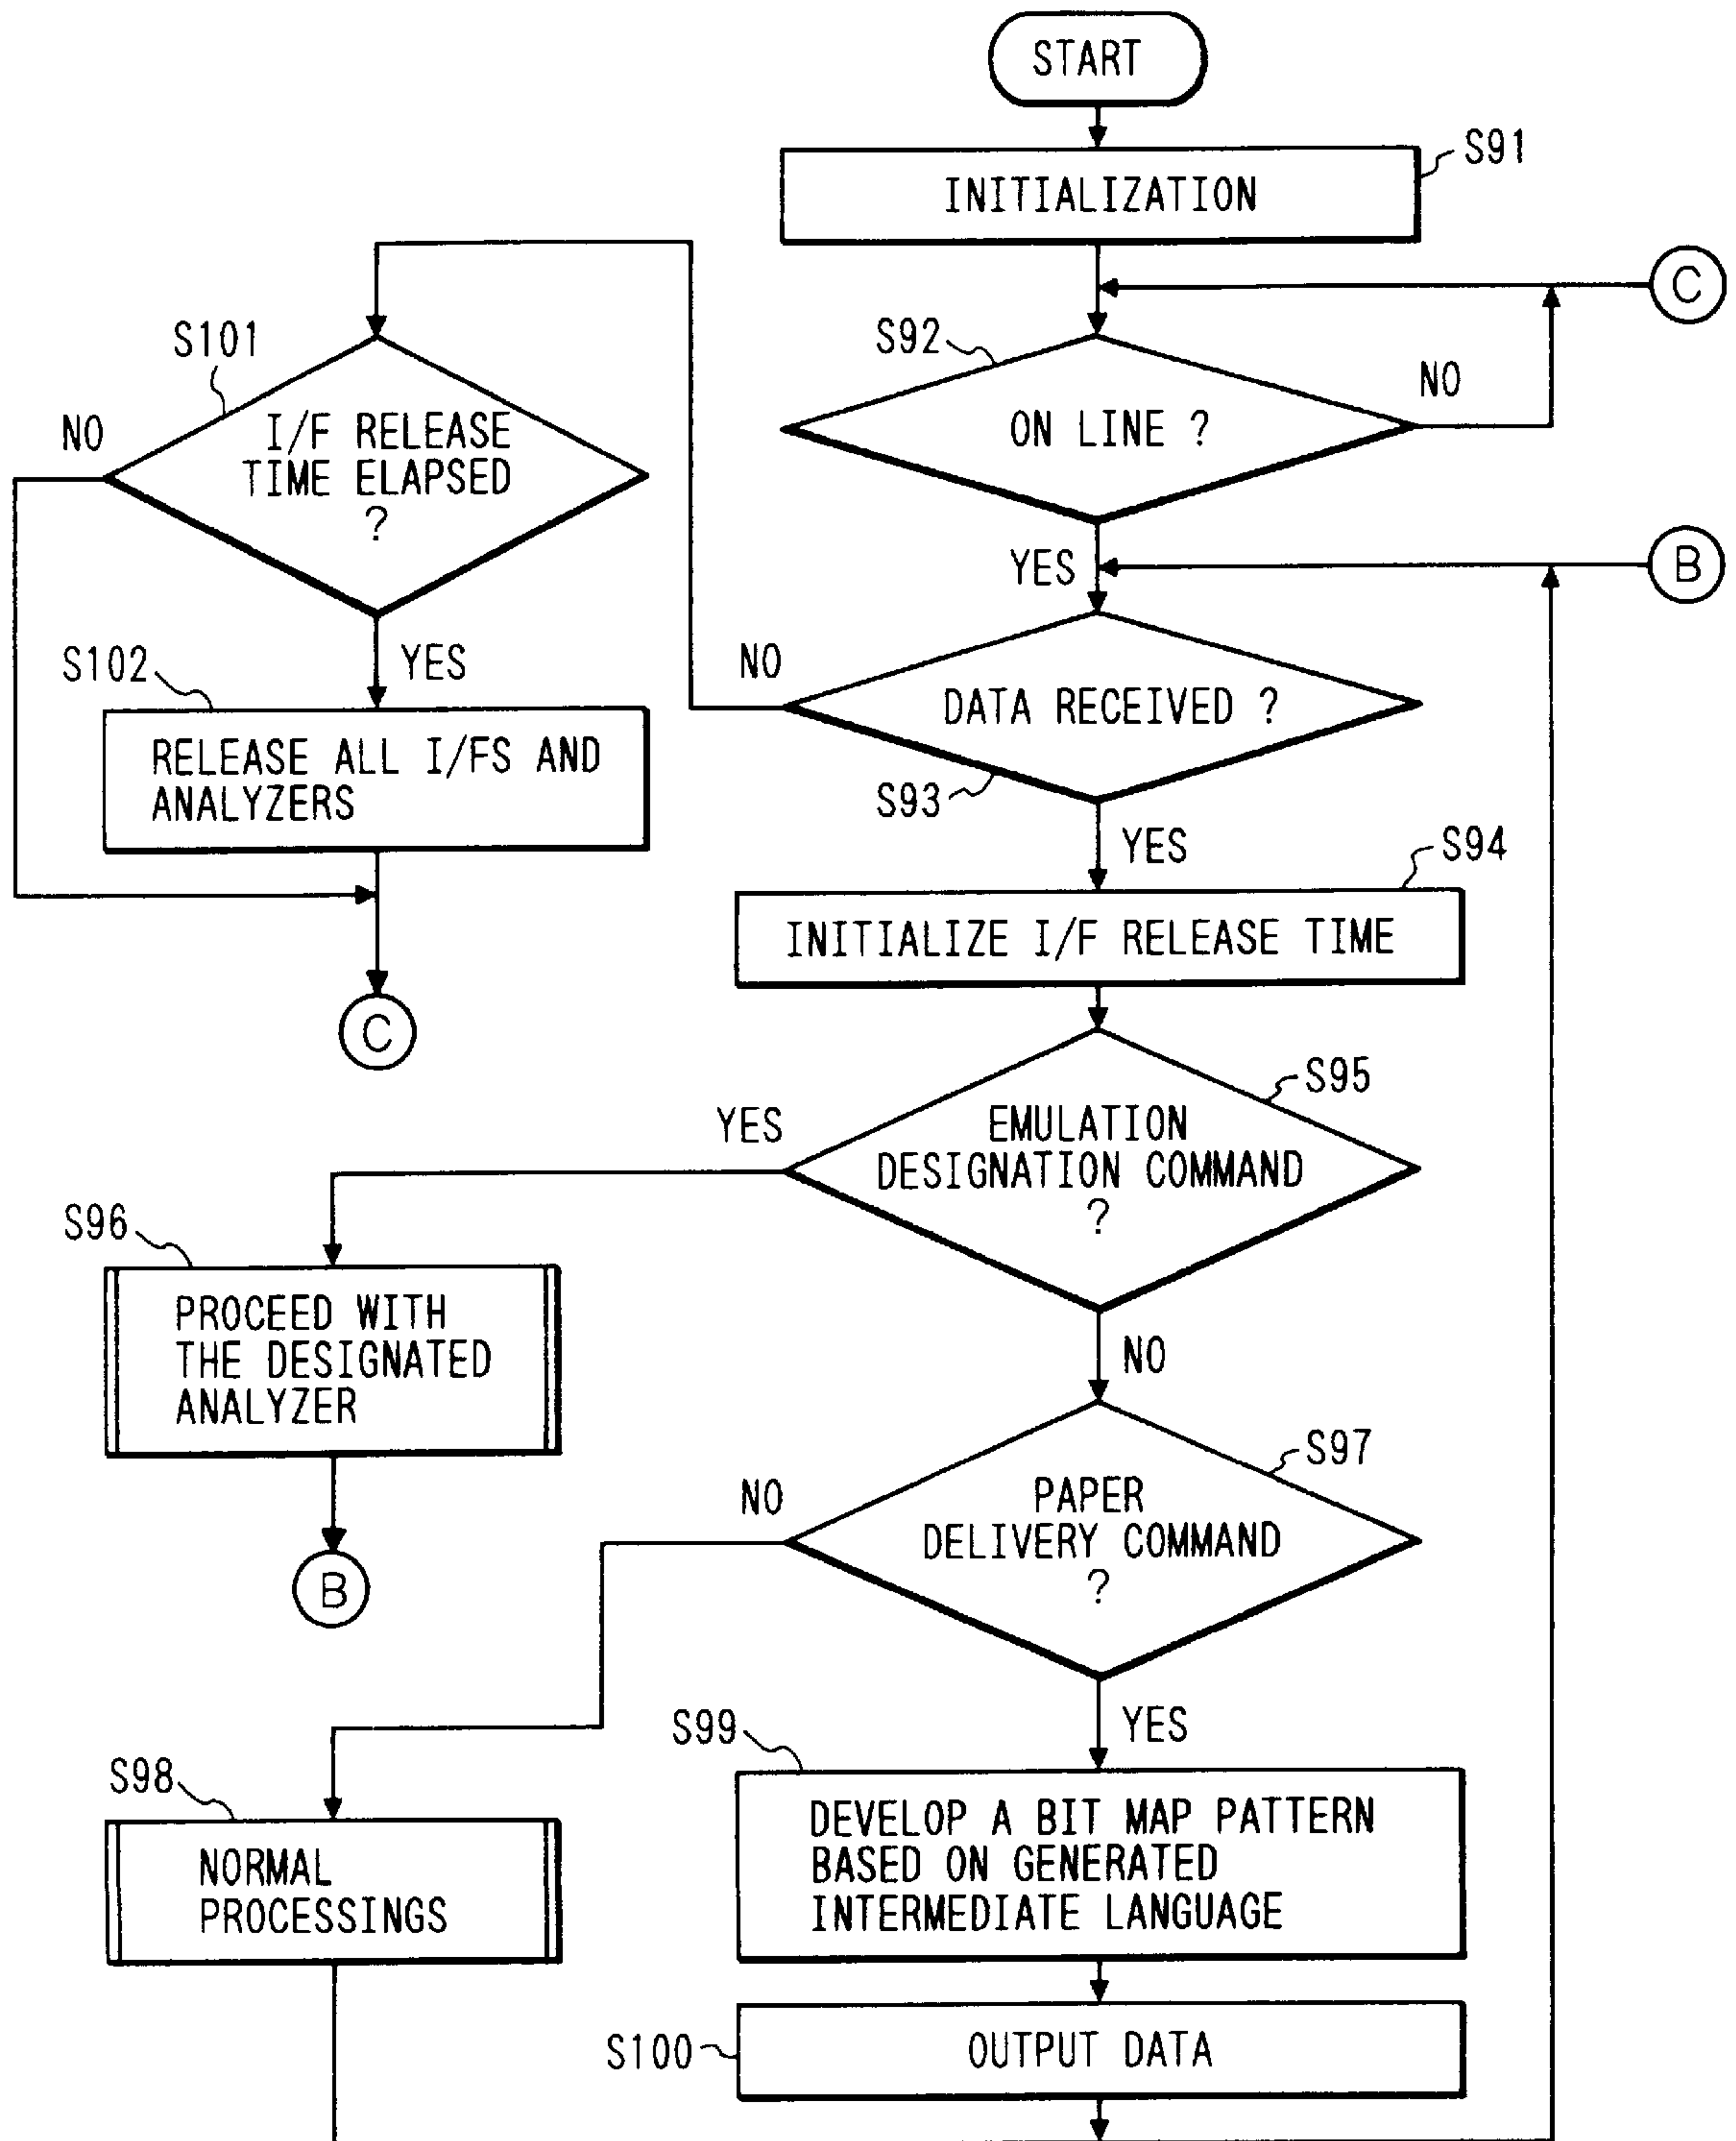 START
S91
INITIALIZATION
C
S92
ON LINE ?
NO
S101
I/F RELEASE
TIME ELAPSED
?
NO
YES
B
S102
YES
NO
DATA RECEIVED ?
S93
RELEASE ALL I/FS AND
ANALYZERS
YES
S94
INITIALIZE I/F RELEASE TIME
C
S95
YES
EMULATION
DESIGNATION COMMAND
?
S96
PROCEED WITH
THE DESIGNATED
ANALYZER
NO
B
S97
NO
PAPER
DELIVERY COMMAND
?
YES
S98
NORMAL
PROCESSINGS
S99
DEVELOP A BIT MAP PATTERN
BASED ON GENERATED
INTERMEDIATE LANGUAGE
S100
OUTPUT DATA